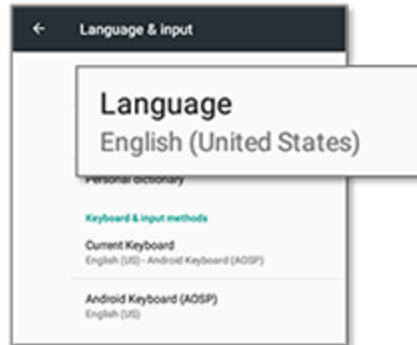 Language & input
Language
English (United States)
Personal dictionary
Keyboard & input methods
Current Keyboard
English (US) - Android Keyboard (AOSP)
Android Keyboard (AOSP)
English (US)